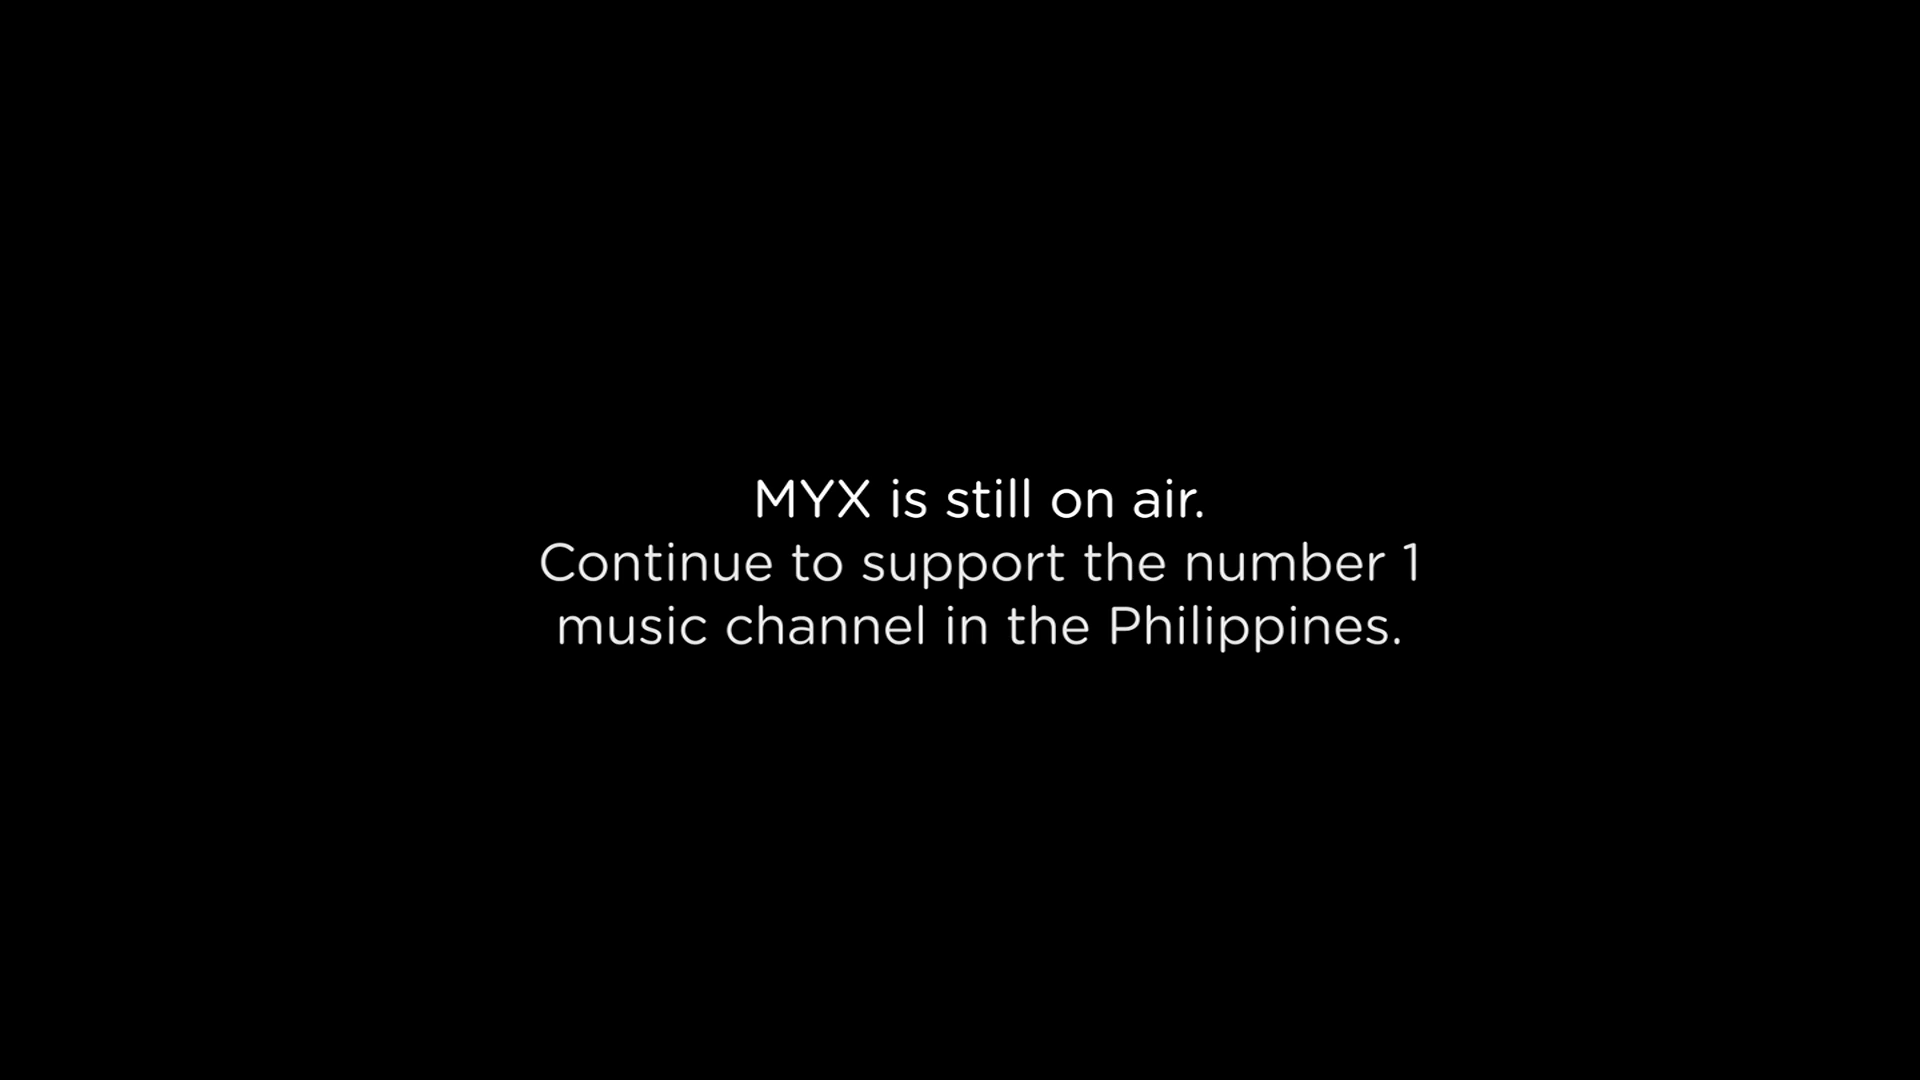 MYX is still on air.
Continue to support the number 1
music channel in the Philippines.